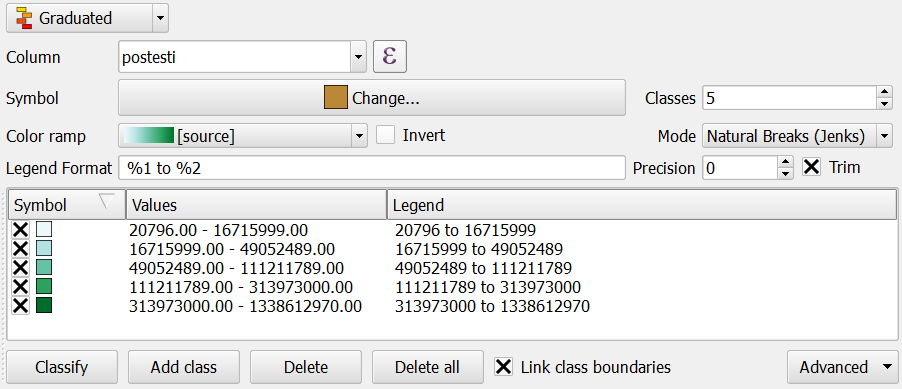 Graduated
Column postesti ε
Symbol Change... Classes 5
Color ramp [source] Invert Mode Natural Breaks (Jenks)
Legend Format %1 to %2 Precision 0 Trim
Symbol Values Legend
20796.00 - 16715999.00 20796 to 16715999
16715999.00 - 49052489.00 16715999 to 49052489
49052489.00 - 111211789.00 49052489 to 111211789
111211789.00 - 313973000.00 111211789 to 313973000
313973000.00 - 1338612970.00 313973000 to 1338612970
Classify Add class Delete Delete all Link class boundaries Advanced